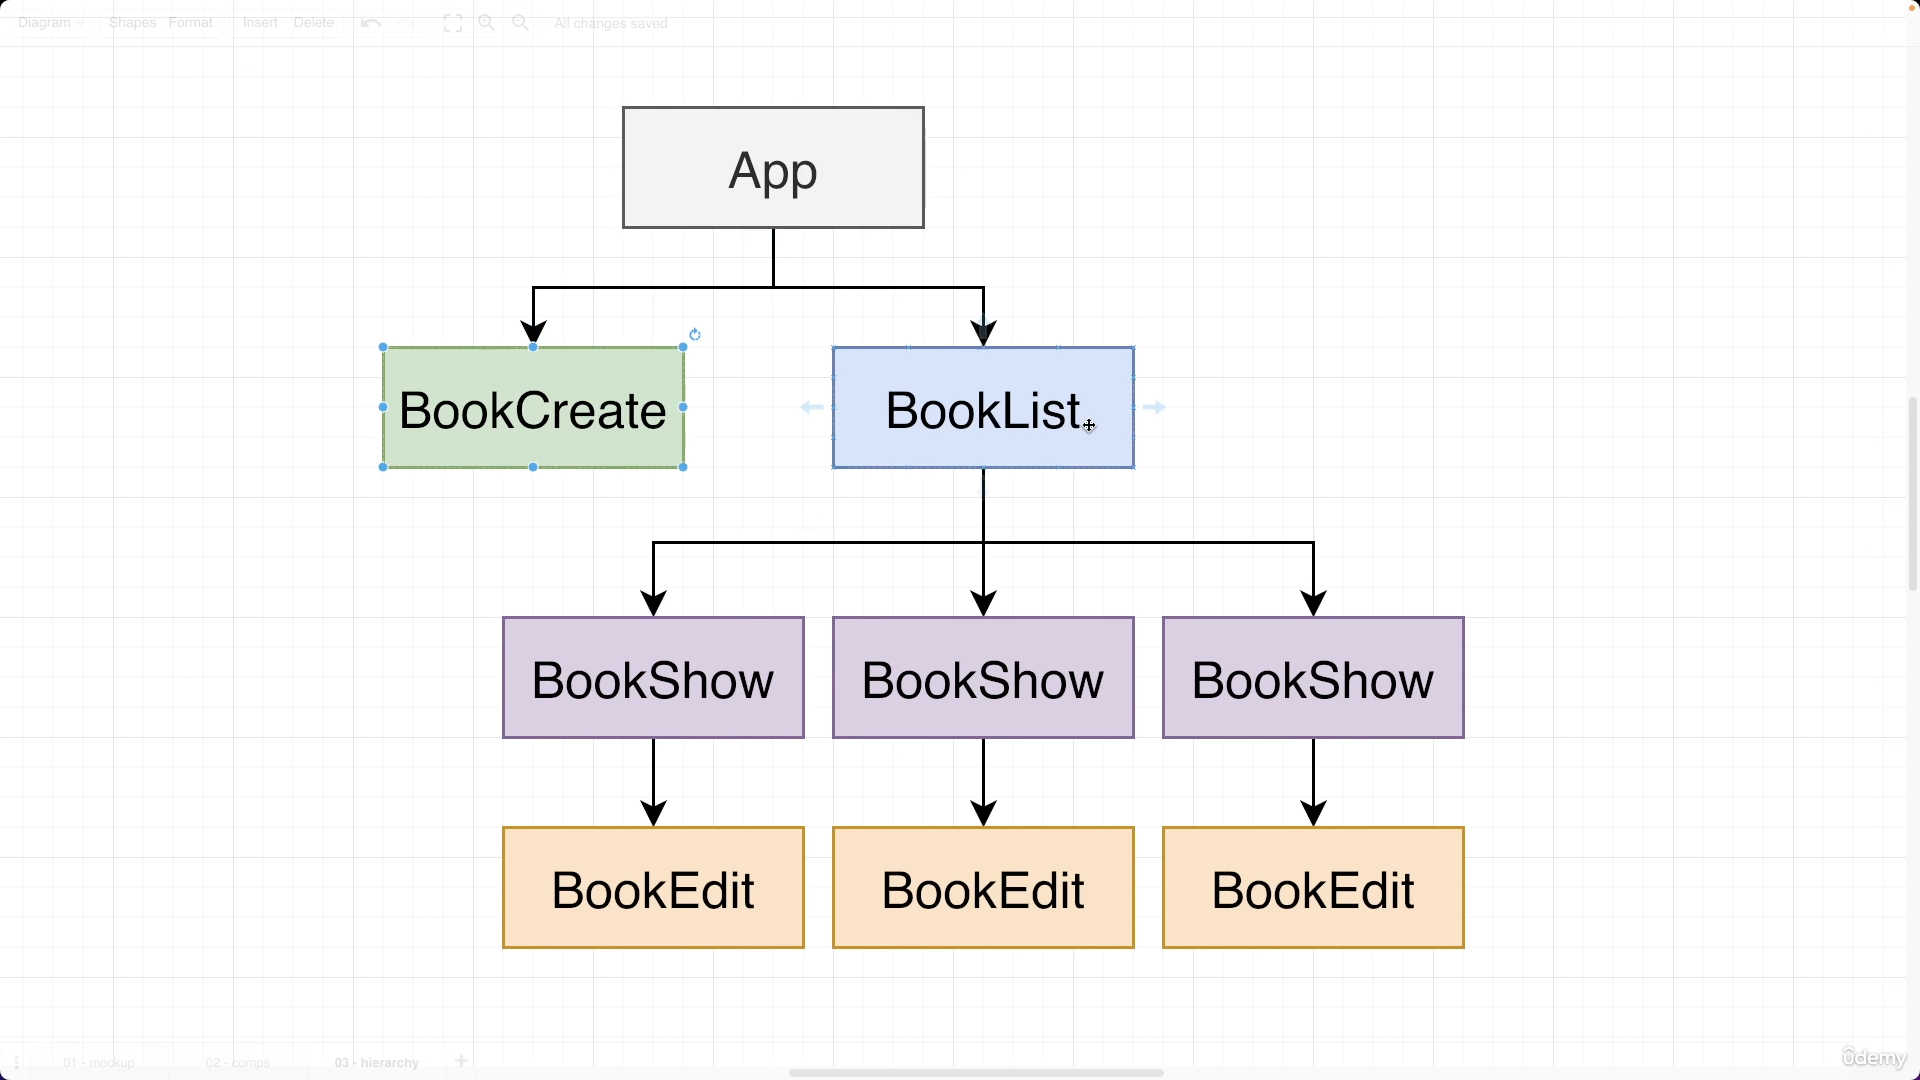 Diagram Shapes Format Insert Delete All changes saved
App
BookCreate BookList
BookShow BookShow BookShow
BookEdit BookEdit BookEdit
01 - mockup 02 - comps 03 - hierarchy
ûdemy